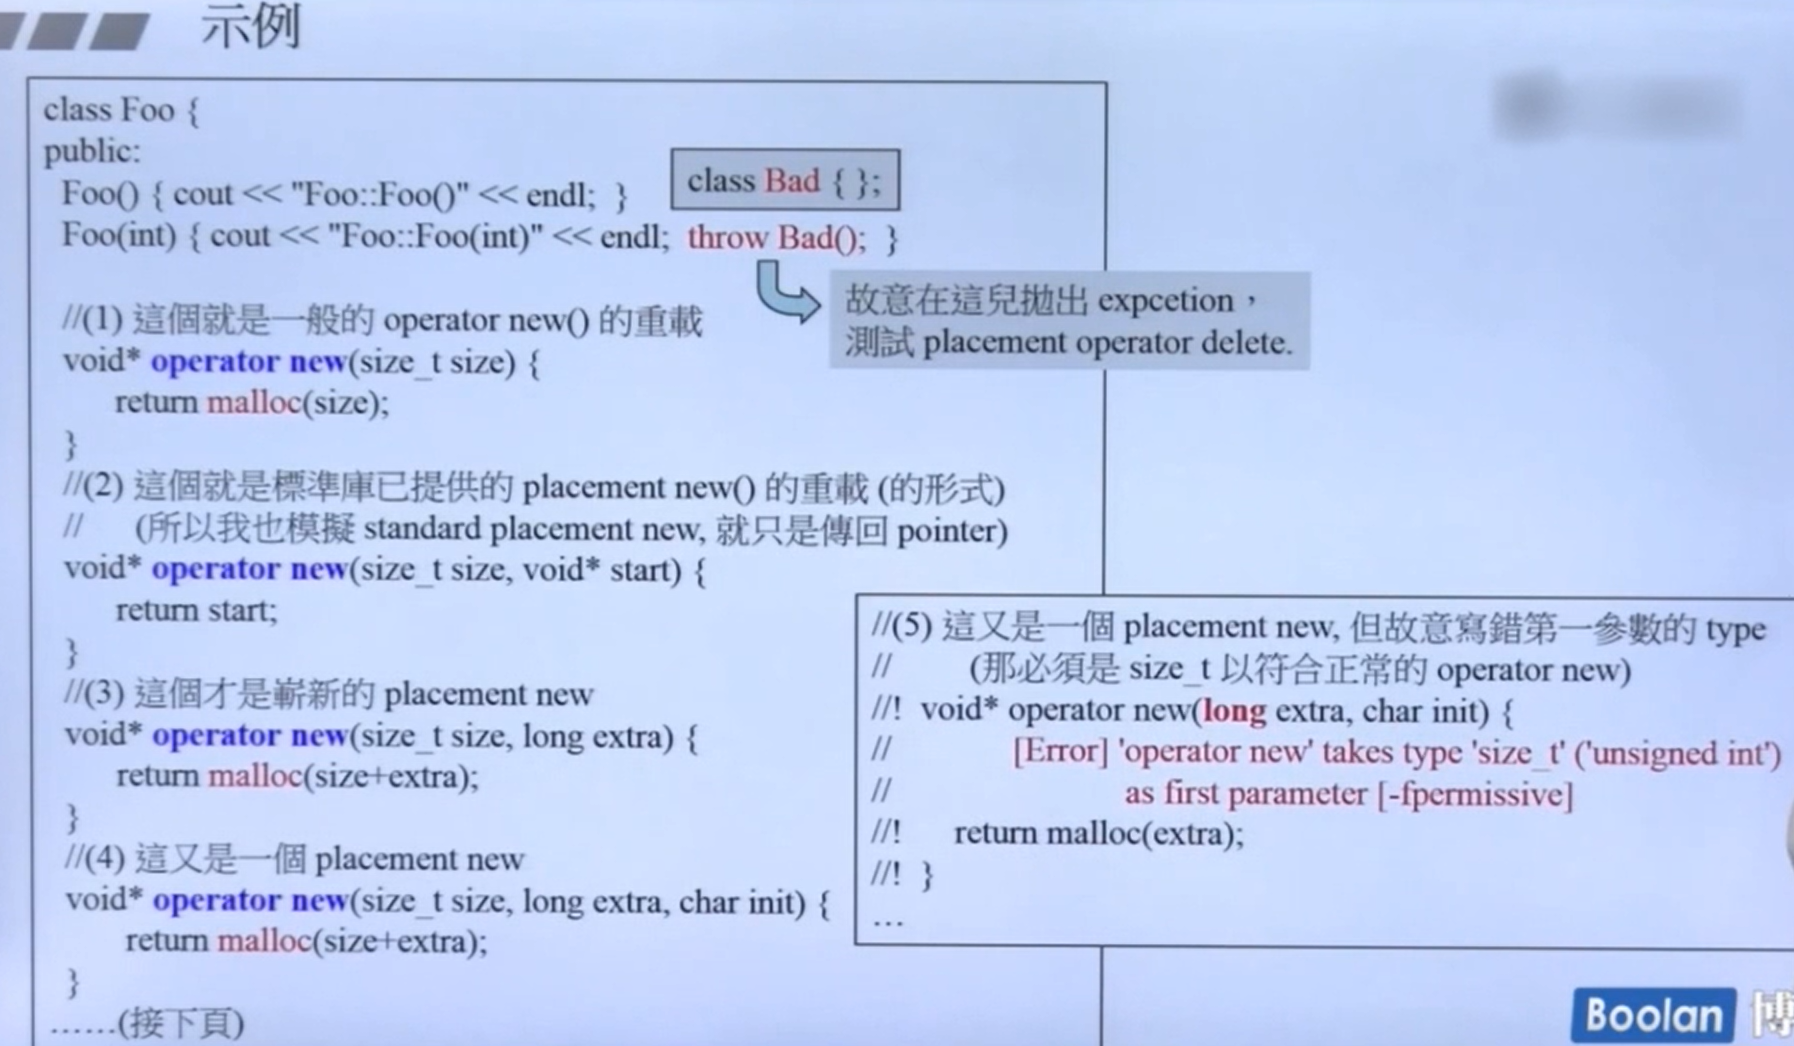 示例
class Foo {
public:
Foo() { cout << "Foo::Foo()" << endl; }
class Bad { };
Foo(int) { cout << "Foo::Foo(int)" << endl; throw Bad(); }
故意在這兒拋出 expcetion，
測試 placement operator delete.
//(1) 這個就是一般的 operator new() 的重載
void* operator new(size_t size) {
return malloc(size);
}
//(2) 這個就是標準庫已提供的 placement new() 的重載 (的形式)
// (所以我也模擬 standard placement new, 就只是傳回 pointer)
void* operator new(size_t size, void* start) {
return start;
}
//(3) 這個才是嶄新的 placement new
void* operator new(size_t size, long extra) {
return malloc(size+extra);
}
//(4) 這又是一個 placement new
void* operator new(size_t size, long extra, char init) {
return malloc(size+extra);
}
……(接下頁)
//(5) 這又是一個 placement new, 但故意寫錯第一參數的 type
// (那必須是 size_t 以符合正常的 operator new)
//! void* operator new(long extra, char init) {
// [Error] 'operator new' takes type 'size_t' ('unsigned int')
// as first parameter [-fpermissive]
//! return malloc(extra);
//! }
…
Boolan 博